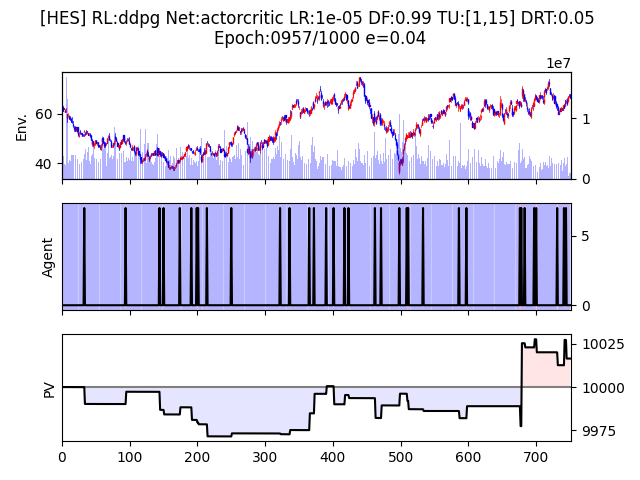 [HES] RL:ddpg Net:actorcritic LR:1e-05 DF:0.99 TU:[1,15] DRT:0.05
Epoch:0957/1000 e=0.04
1e7
Env.
60
40
1
0
Agent
5
0
PV
10025
10000
9975
0 100 200 300 400 500 600 700